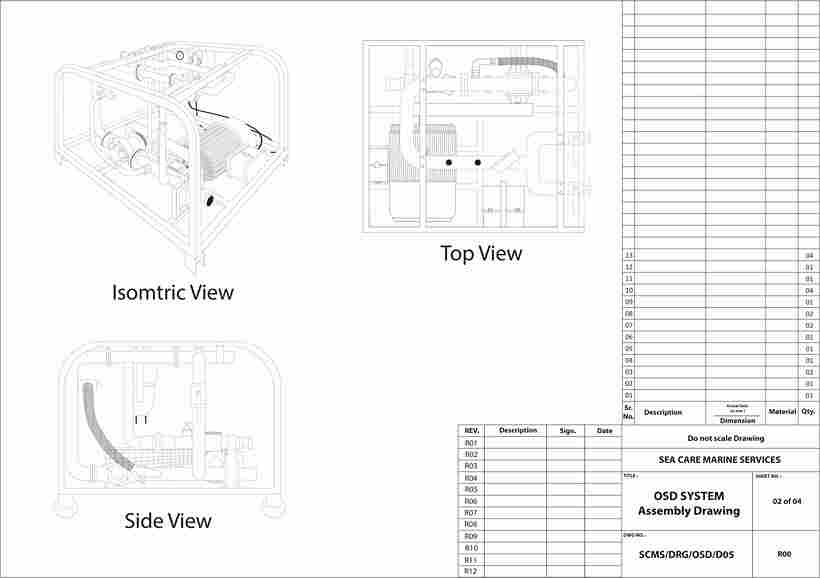 Isomtric View
Top View
Side View
13 04
12 01
11 01
10 04
09 01
08 02
07 02
06 01
05 01
04 01
03 02
02 01
01 01
Sr. No. Description Dimension Material Qty.
Do not scale Drawing
SEA CARE MARINE SERVICES
TITLE :
OSD SYSTEM
Assembly Drawing
SHEET NO. :
02 of 04
DWG NO. :
SCMS/DRG/OSD/D05
R00
REV. Description Sign. Date
R01
R02
R03
R04
R05
R06
R07
R08
R09
R10
R11
R12